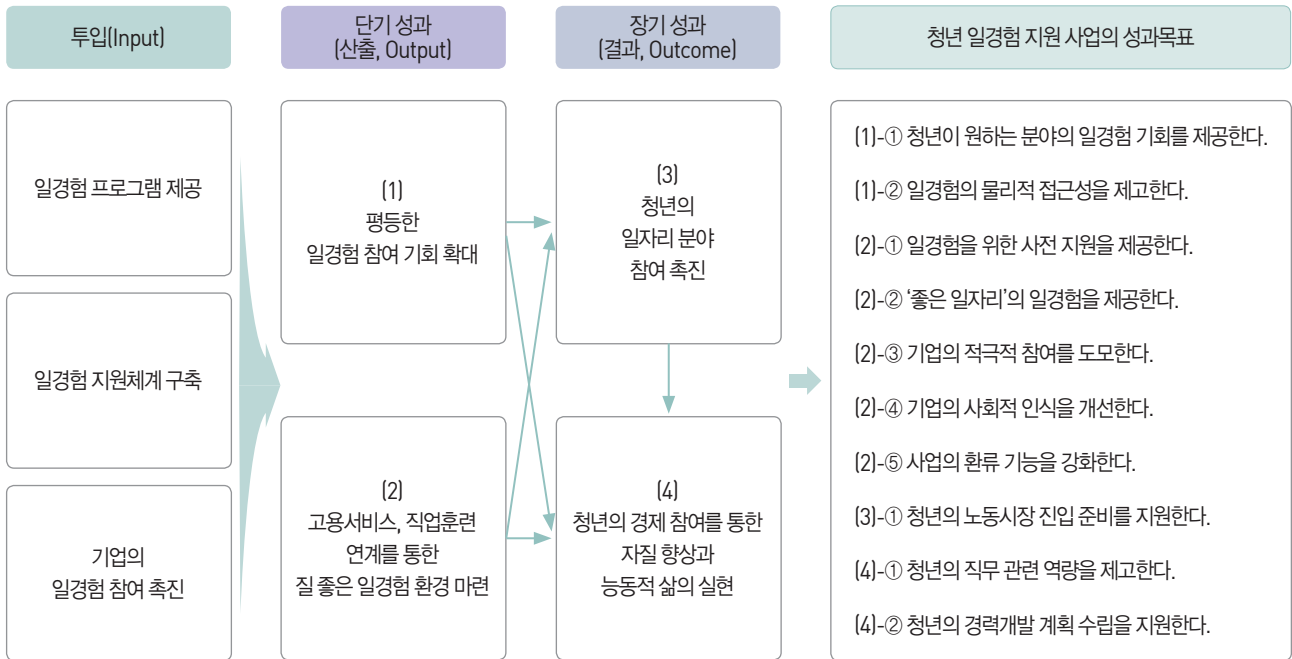 투입(Input)
단기 성과
(산출, Output)
장기 성과
(결과, Outcome)
청년 일경험 지원 사업의 성과목표
일경험 프로그램 제공
일경험 지원체계 구축
기업의
일경험 참여 촉진
(1)
평등한
일경험 참여 기회 확대
(2)
고용서비스, 직업훈련
연계를 통한
질 좋은 일경험 환경 마련
(3)
청년의
일자리 분야
참여 촉진
(4)
청년의 경제 참여를 통한
자질 향상과
능동적 삶의 실현
(1)-① 청년이 원하는 분야의 일경험 기회를 제공한다.
(1)-② 일경험의 물리적 접근성을 제고한다.
(2)-① 일경험을 위한 사전 지원을 제공한다.
(2)-② ‘좋은 일자리’의 일경험을 제공한다.
(2)-③ 기업의 적극적 참여를 도모한다.
(2)-④ 기업의 사회적 인식을 개선한다.
(2)-⑤ 사업의 환류 기능을 강화한다.
(3)-① 청년의 노동시장 진입 준비를 지원한다.
(4)-① 청년의 직무 관련 역량을 제고한다.
(4)-② 청년의 경력개발 계획 수립을 지원한다.